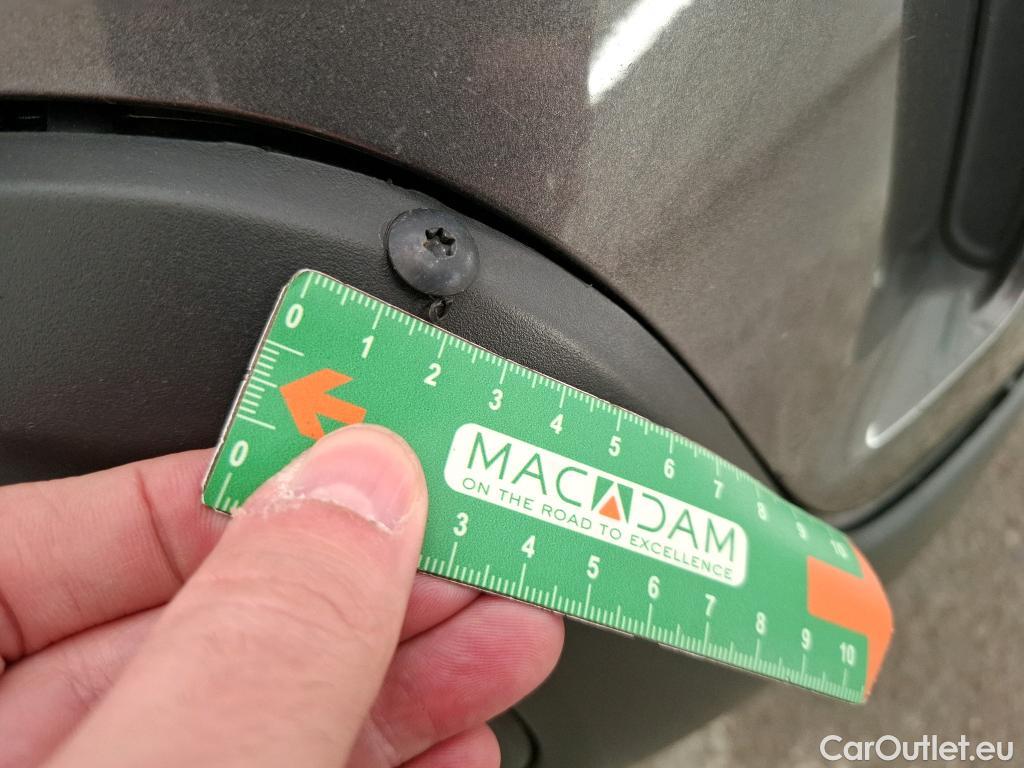 0 1 2 3 4 5 6 7 8 9 10
MACADAM
ON THE ROAD TO EXCELLENCE
0 3 4 5 6 7 8 9 10
CarOutlet.eu